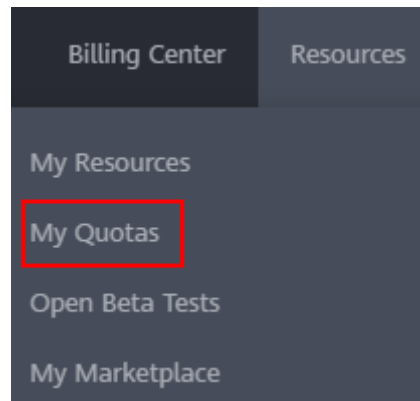 Billing Center Resources
My Resources
My Quotas
Open Beta Tests
My Marketplace